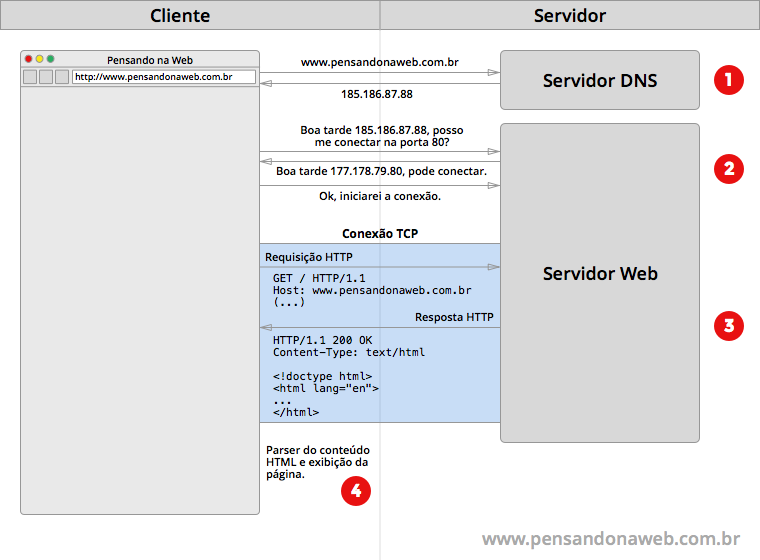 Cliente
Servidor
Pensando na Web
http://www.pensandonaweb.com.br
www.pensandonaweb.com.br
185.186.87.88
Servidor DNS
1
Boa tarde 185.186.87.88, posso
me conectar na porta 80?
Boa tarde 177.178.79.80, pode conectar.
Ok, iniciarei a conexão.
2
Conexão TCP
Requisição HTTP
GET / HTTP/1.1
Host: www.pensandonaweb.com.br
(...)
Resposta HTTP
HTTP/1.1 200 OK
Content-Type: text/html
<!doctype html>
<html lang="en">
...
</html>
Servidor Web
3
Parser do conteúdo
HTML e exibição da
página.
4
www.pensandonaweb.com.br